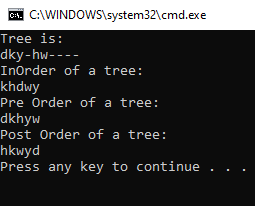 C:\WINDOWS\system32\cmd.exe
Tree is:
dky-hw----
InOrder of a tree:
khdwy
Pre Order of a tree:
dkhyw
Post Order of a tree:
hkwyd
Press any key to continue . . .